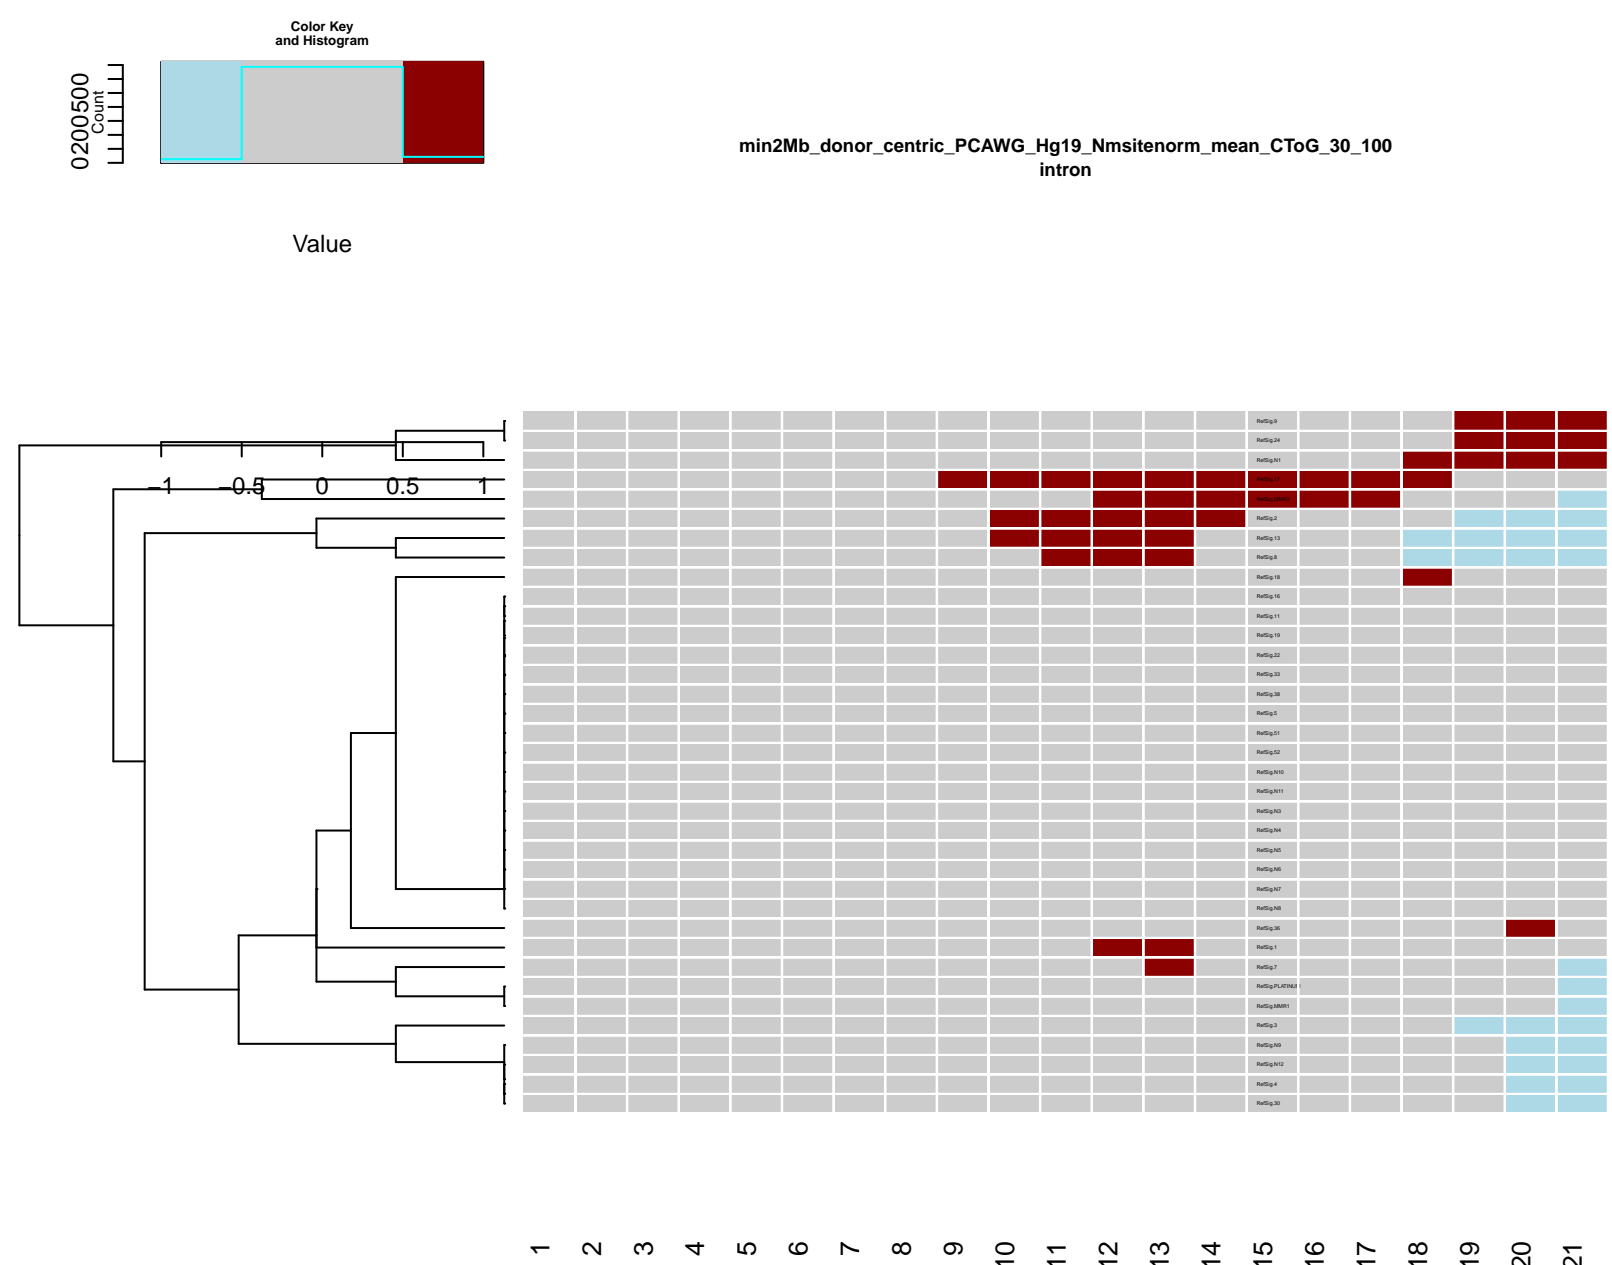 Color Key
and Histogram
0200500
Count
Value
min2Mb_donor_centric_PCAWG_Hg19_Nmsitenorm_mean_CToG_30_100
intron
−1 −0.5 0 0.5 1
RefSig.9
RefSig.24
RefSig.N1
RefSig.2
RefSig.13
RefSig.8
RefSig.18
RefSig.16
RefSig.11
RefSig.19
RefSig.22
RefSig.33
RefSig.38
RefSig.5
RefSig.51
RefSig.52
RefSig.N10
RefSig.N11
RefSig.N3
RefSig.N4
RefSig.N5
RefSig.N6
RefSig.N7
RefSig.N8
RefSig.36
RefSig.1
RefSig.7
RefSig.PLATINUM
RefSig.MMR1
RefSig.3
RefSig.N9
RefSig.N12
RefSig.4
RefSig.30
1 2 3 4 5 6 7 8 9 10 11 12 13 14 15 16 17 18 19 20 21